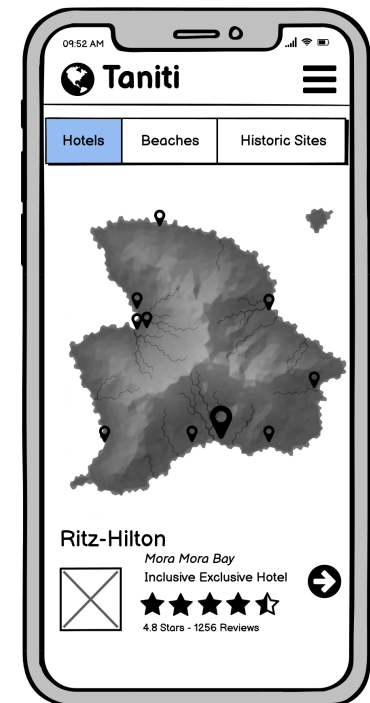 09:52 AM
Taniti
Hotels
Beaches
Historic Sites
Ritz-Hilton
Mora Mora Bay
Inclusive Exclusive Hotel
4.8 Stars - 1256 Reviews